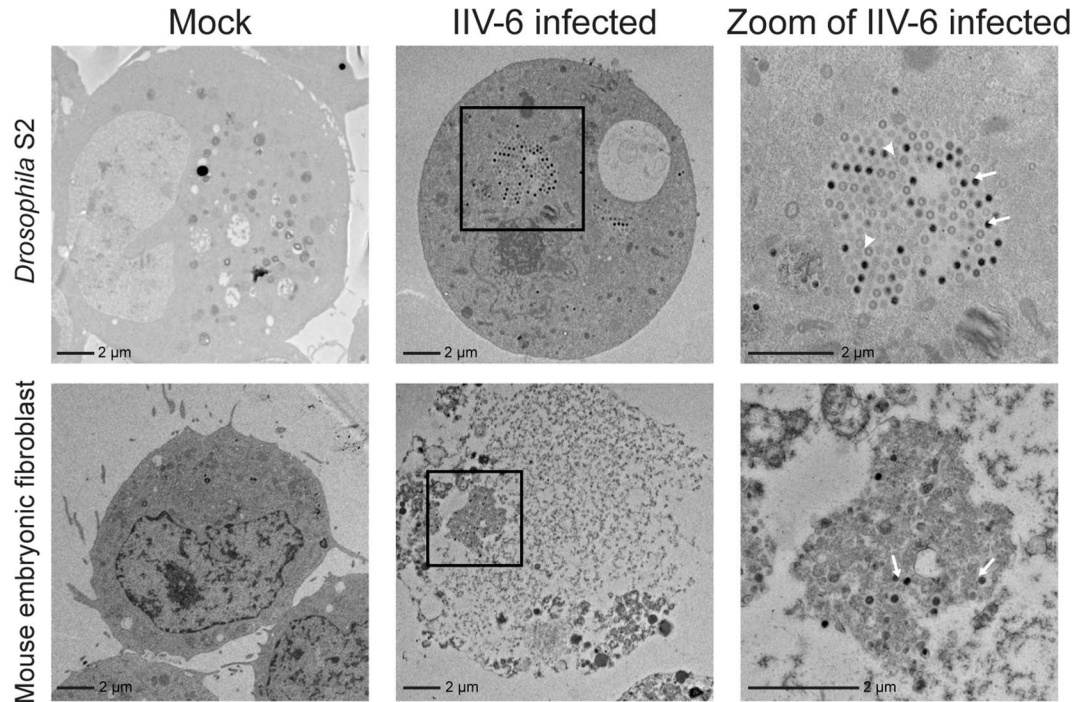 Mock
IIV-6 infected
Zoom of IIV-6 infected
Drosophila S2
2 µm
2 µm
2 µm
Mouse embryonic fibroblast
2 µm
2 µm
2 µm